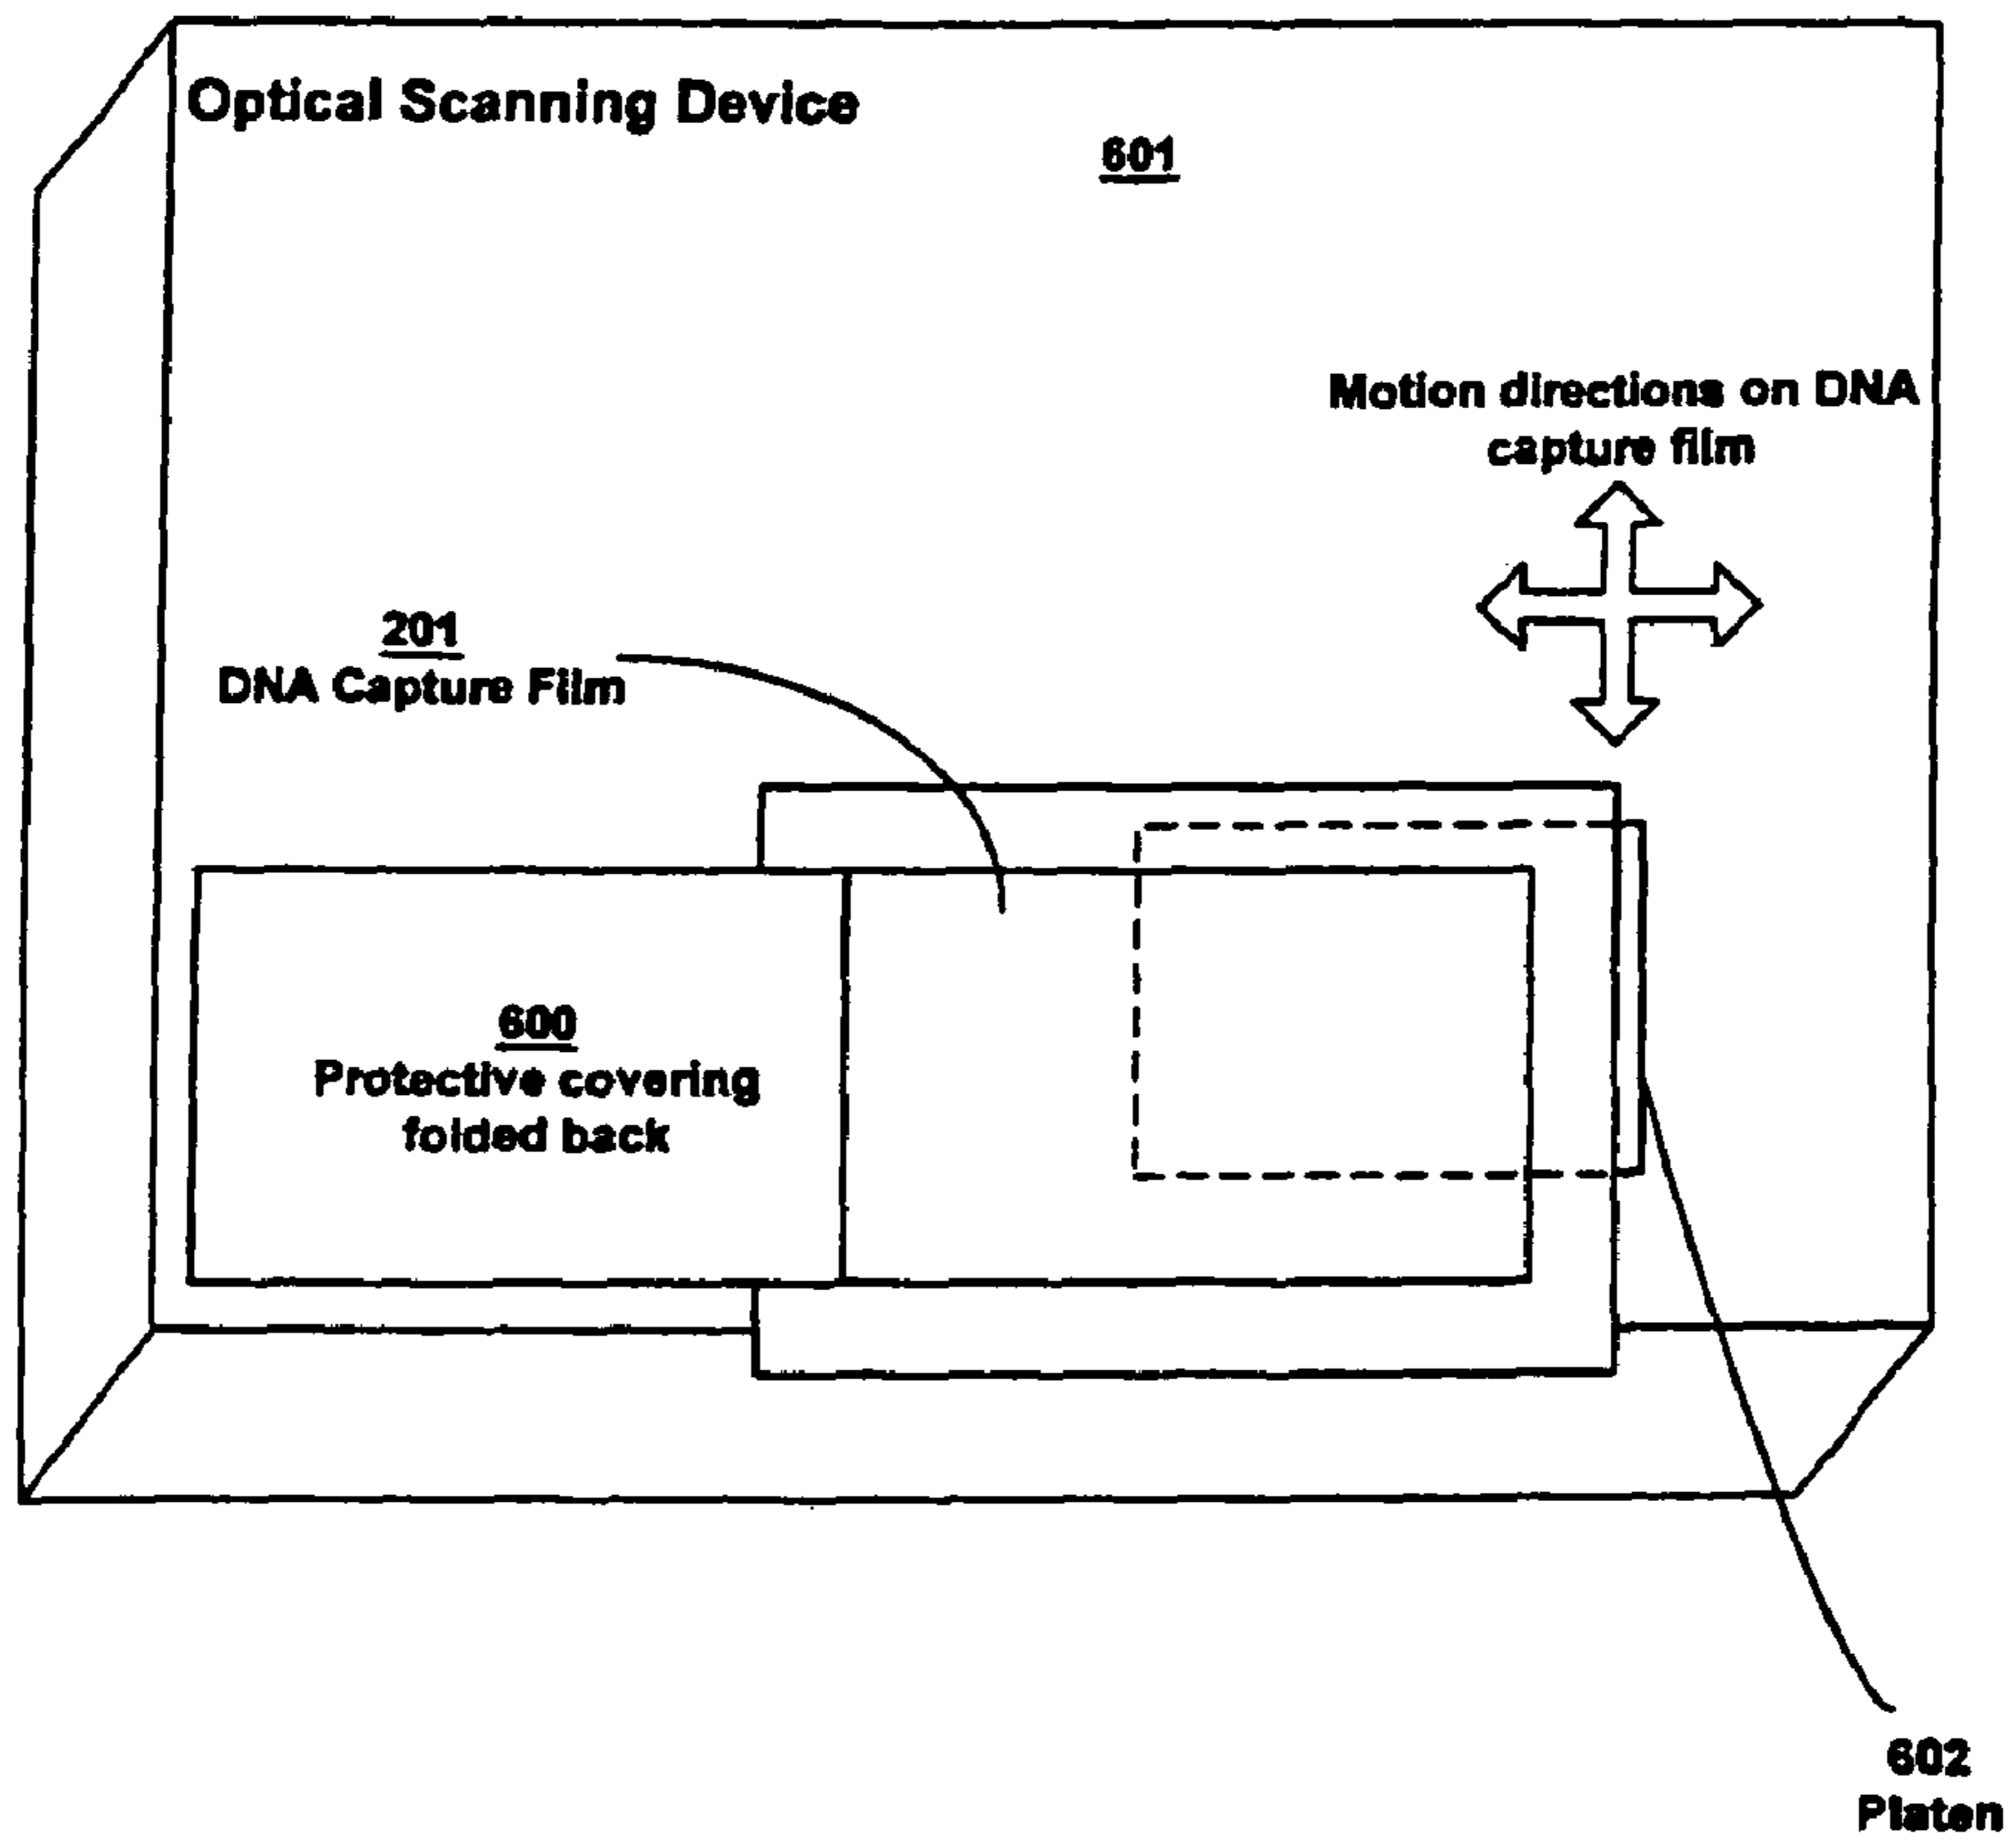 Optical Scanning Device
601
Motion directions on DNA
capture film
201
DNA Capture Film
600
Protective covering
folded back
602
Platen